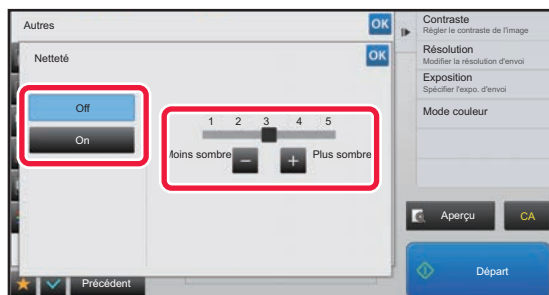 Autres
OK
Netteté
OK
Off
On
1 2 3 4 5
Moins sombre
Plus sombre
Précédent
Contraste
Régler le contraste de l'image
Résolution
Modifier la résolution d'envoi
Exposition
Spécifier l'expo. d'envoi
Mode couleur
Aperçu
CA
Départ